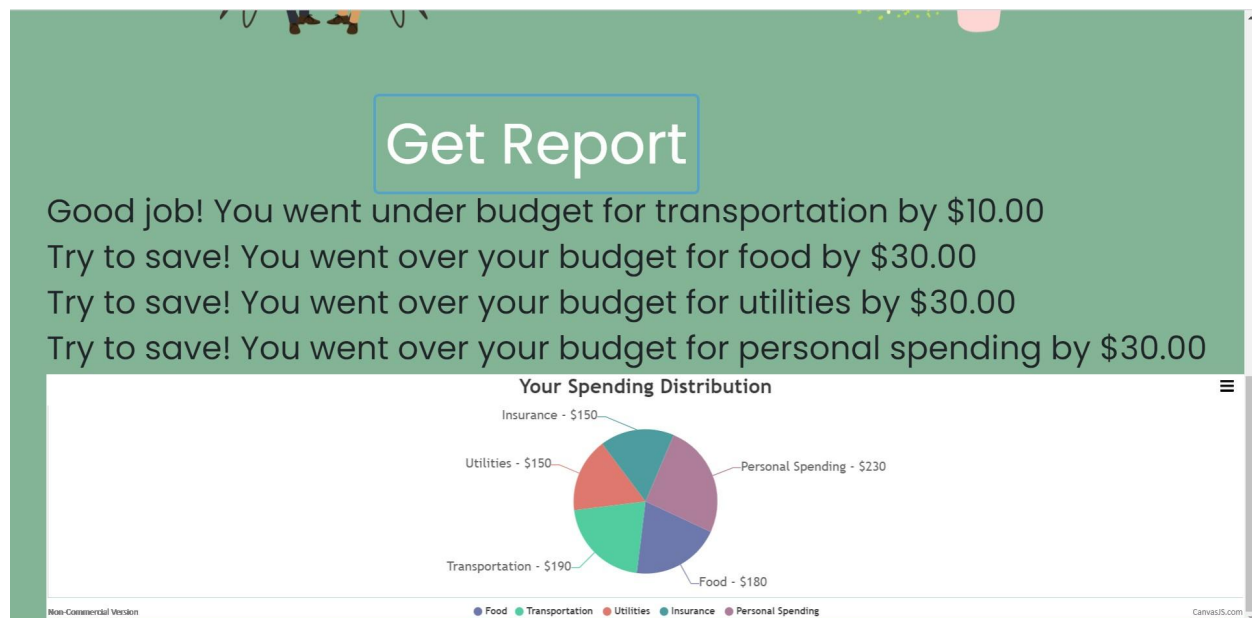 Get Report
Good job! You went under budget for transportation by $10.00
Try to save! You went over your budget for food by $30.00
Try to save! You went over your budget for utilities by $30.00
Try to save! You went over your budget for personal spending by $30.00
Your Spending Distribution
Insurance - $150
Utilities - $150
Personal Spending - $230
Transportation - $190
Food - $180
Non-Commercial Version
Food Transportation Utilities Insurance Personal Spending
CanvasJS.com